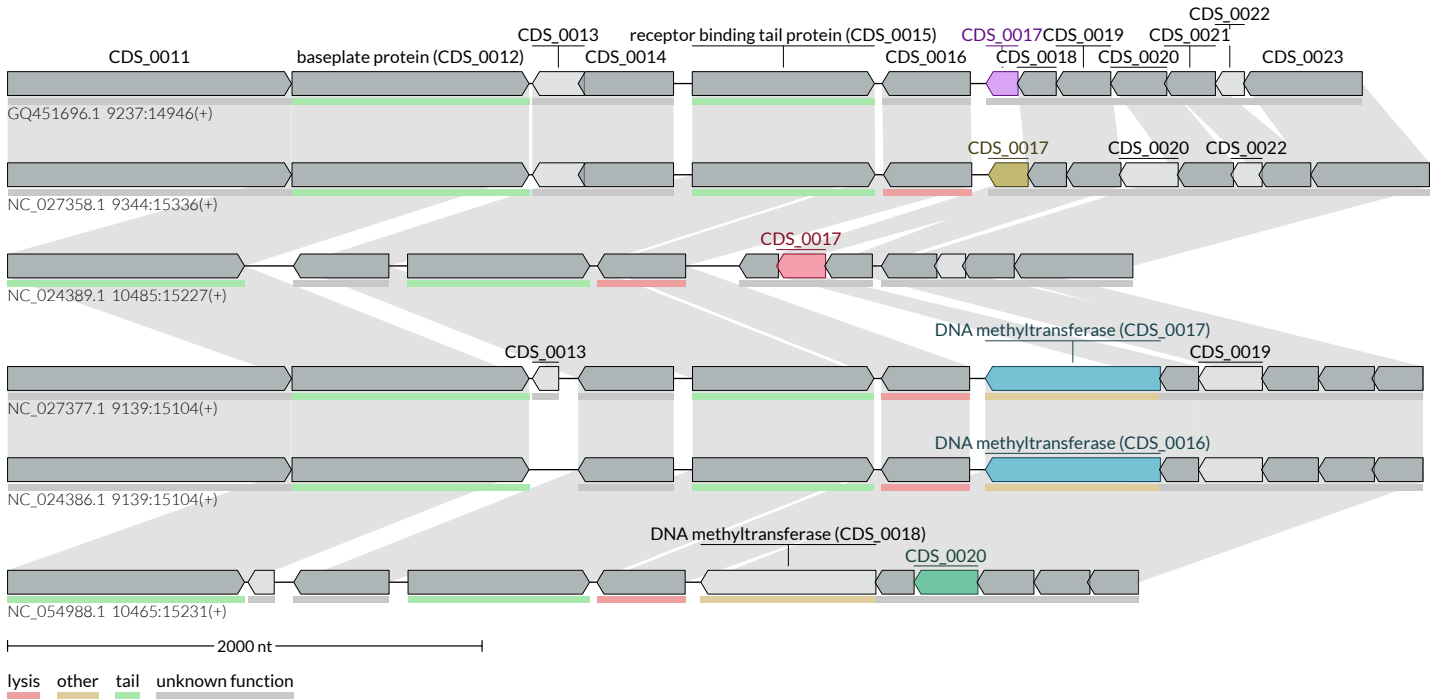 CDS_0022
CDS_0013 receptor binding tail protein (CDS_0015) CDS_0017 CDS_0019 CDS_0021
CDS_0011 baseplate protein (CDS_0012) CDS_0014 CDS_0016 CDS_0018 CDS_0020 CDS_0023
GQ451696.1 9237:14946(+)
CDS_0017 CDS_0020 CDS_0022
NC_027358.1 9344:15336(+)
CDS_0017
NC_024389.1 10485:15227(+)
DNA methyltransferase (CDS_0017)
CDS_0013 CDS_0019
NC_027377.1 9139:15104(+)
DNA methyltransferase (CDS_0016)
NC_024386.1 9139:15104(+)
DNA methyltransferase (CDS_0018)
CDS_0020
NC_054988.1 10465:15231(+)
2000 nt
lysis other tail unknown function